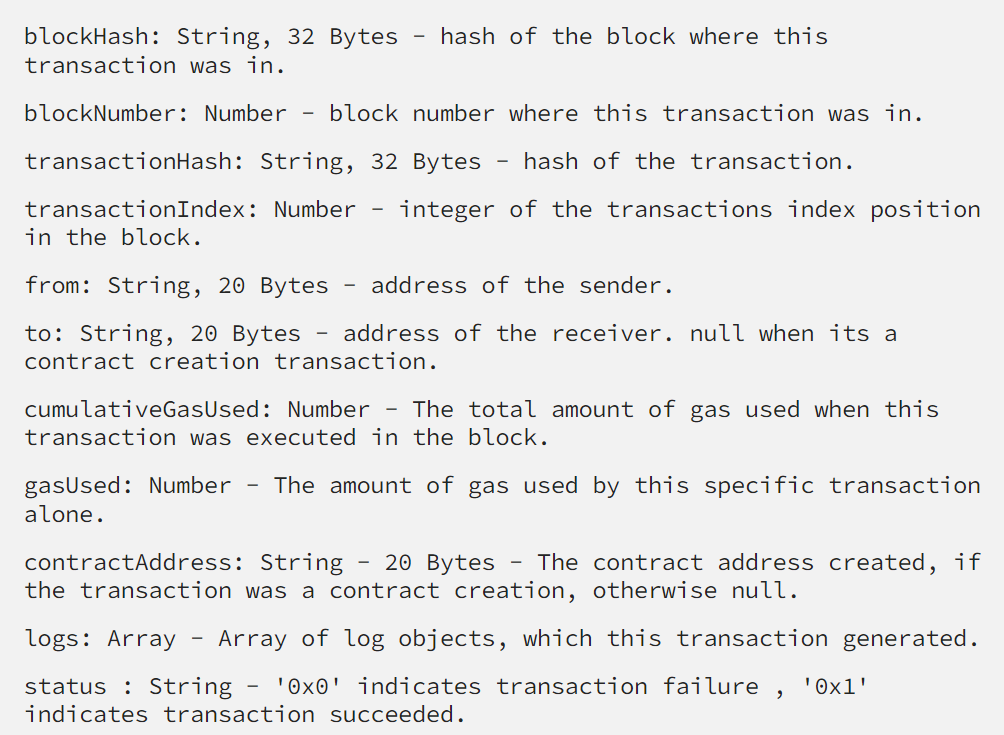 blockHash: String, 32 Bytes - hash of the block where this
transaction was in.
blockNumber: Number - block number where this transaction was in.
transactionHash: String, 32 Bytes - hash of the transaction.
transactionIndex: Number - integer of the transactions index position
in the block.
from: String, 20 Bytes - address of the sender.
to: String, 20 Bytes - address of the receiver. null when its a
contract creation transaction.
cumulativeGasUsed: Number - The total amount of gas used when this
transaction was executed in the block.
gasUsed: Number - The amount of gas used by this specific transaction
alone.
contractAddress: String - 20 Bytes - The contract address created, if
the transaction was a contract creation, otherwise null.
logs: Array - Array of log objects, which this transaction generated.
status : String - '0x0' indicates transaction failure , '0x1'
indicates transaction succeeded.